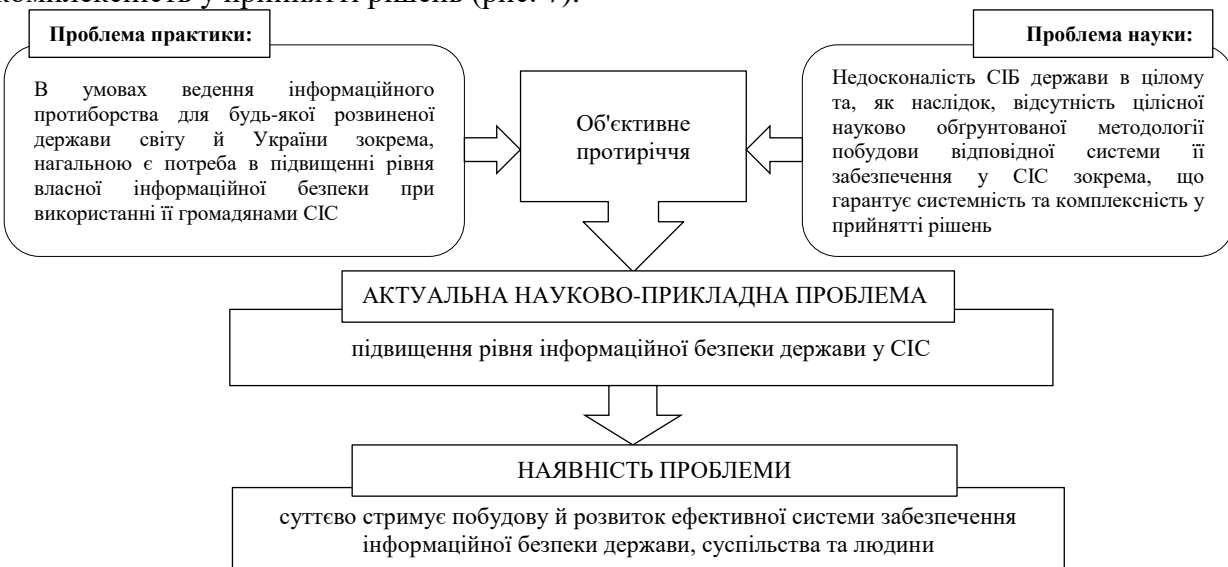 комплексність у прийнятті рішень (рис. 7).
Проблема практики:
В умовах ведення інформаційного
протиборства для будь-якої розвиненої
держави світу й України зокрема,
нагальною є потреба в підвищенні рівня
власної інформаційної безпеки при
використанні її громадянами СІС
Об'єктивне
протиріччя
Проблема науки:
Недосконалість СІБ держави в цілому
та, як наслідок, відсутність цілісної
науково обґрунтованої методології
побудови відповідної системи її
забезпечення у СІС зокрема, що
гарантує системність та комплексність у
прийнятті рішень
АКТУАЛЬНА НАУКОВО-ПРИКЛАДНА ПРОБЛЕМА
підвищення рівня інформаційної безпеки держави у СІС
НАЯВНІСТЬ ПРОБЛЕМИ
суттєво стримує побудову й розвиток ефективної системи забезпечення
інформаційної безпеки держави, суспільства та людини